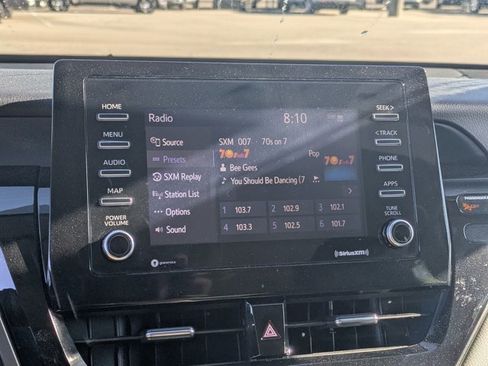 HOME
MENU
AUDIO
MAP
POWER
VOLUME
Radio 8:10
Source
Presets
SXM Replay
Station List
Options
Sound
SXM 007 · 70s on 7
Pop
Bee Gees
You Should Be Dancing (7
1 103.7 2 102.9 3 102.1
4 103.3 5 102.5 6 101.7
SEEK >
< TRACK
PHONE
APPS
TUNE
SCROLL
SiriusXM